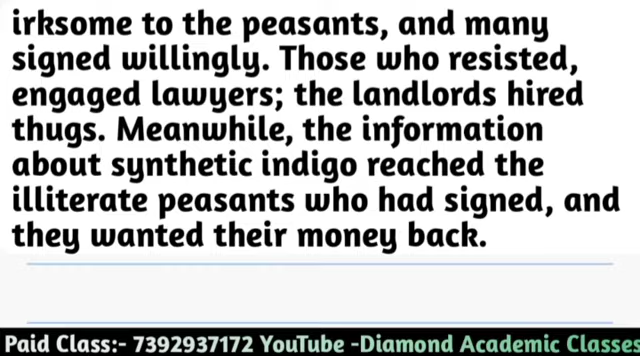 irksome to the peasants, and many
signed willingly. Those who resisted,
engaged lawyers; the landlords hired
thugs. Meanwhile, the information
about synthetic indigo reached the
illiterate peasants who had signed, and
they wanted their money back.
Paid Class:- 7392937172 YouTube -Diamond Academic Classes